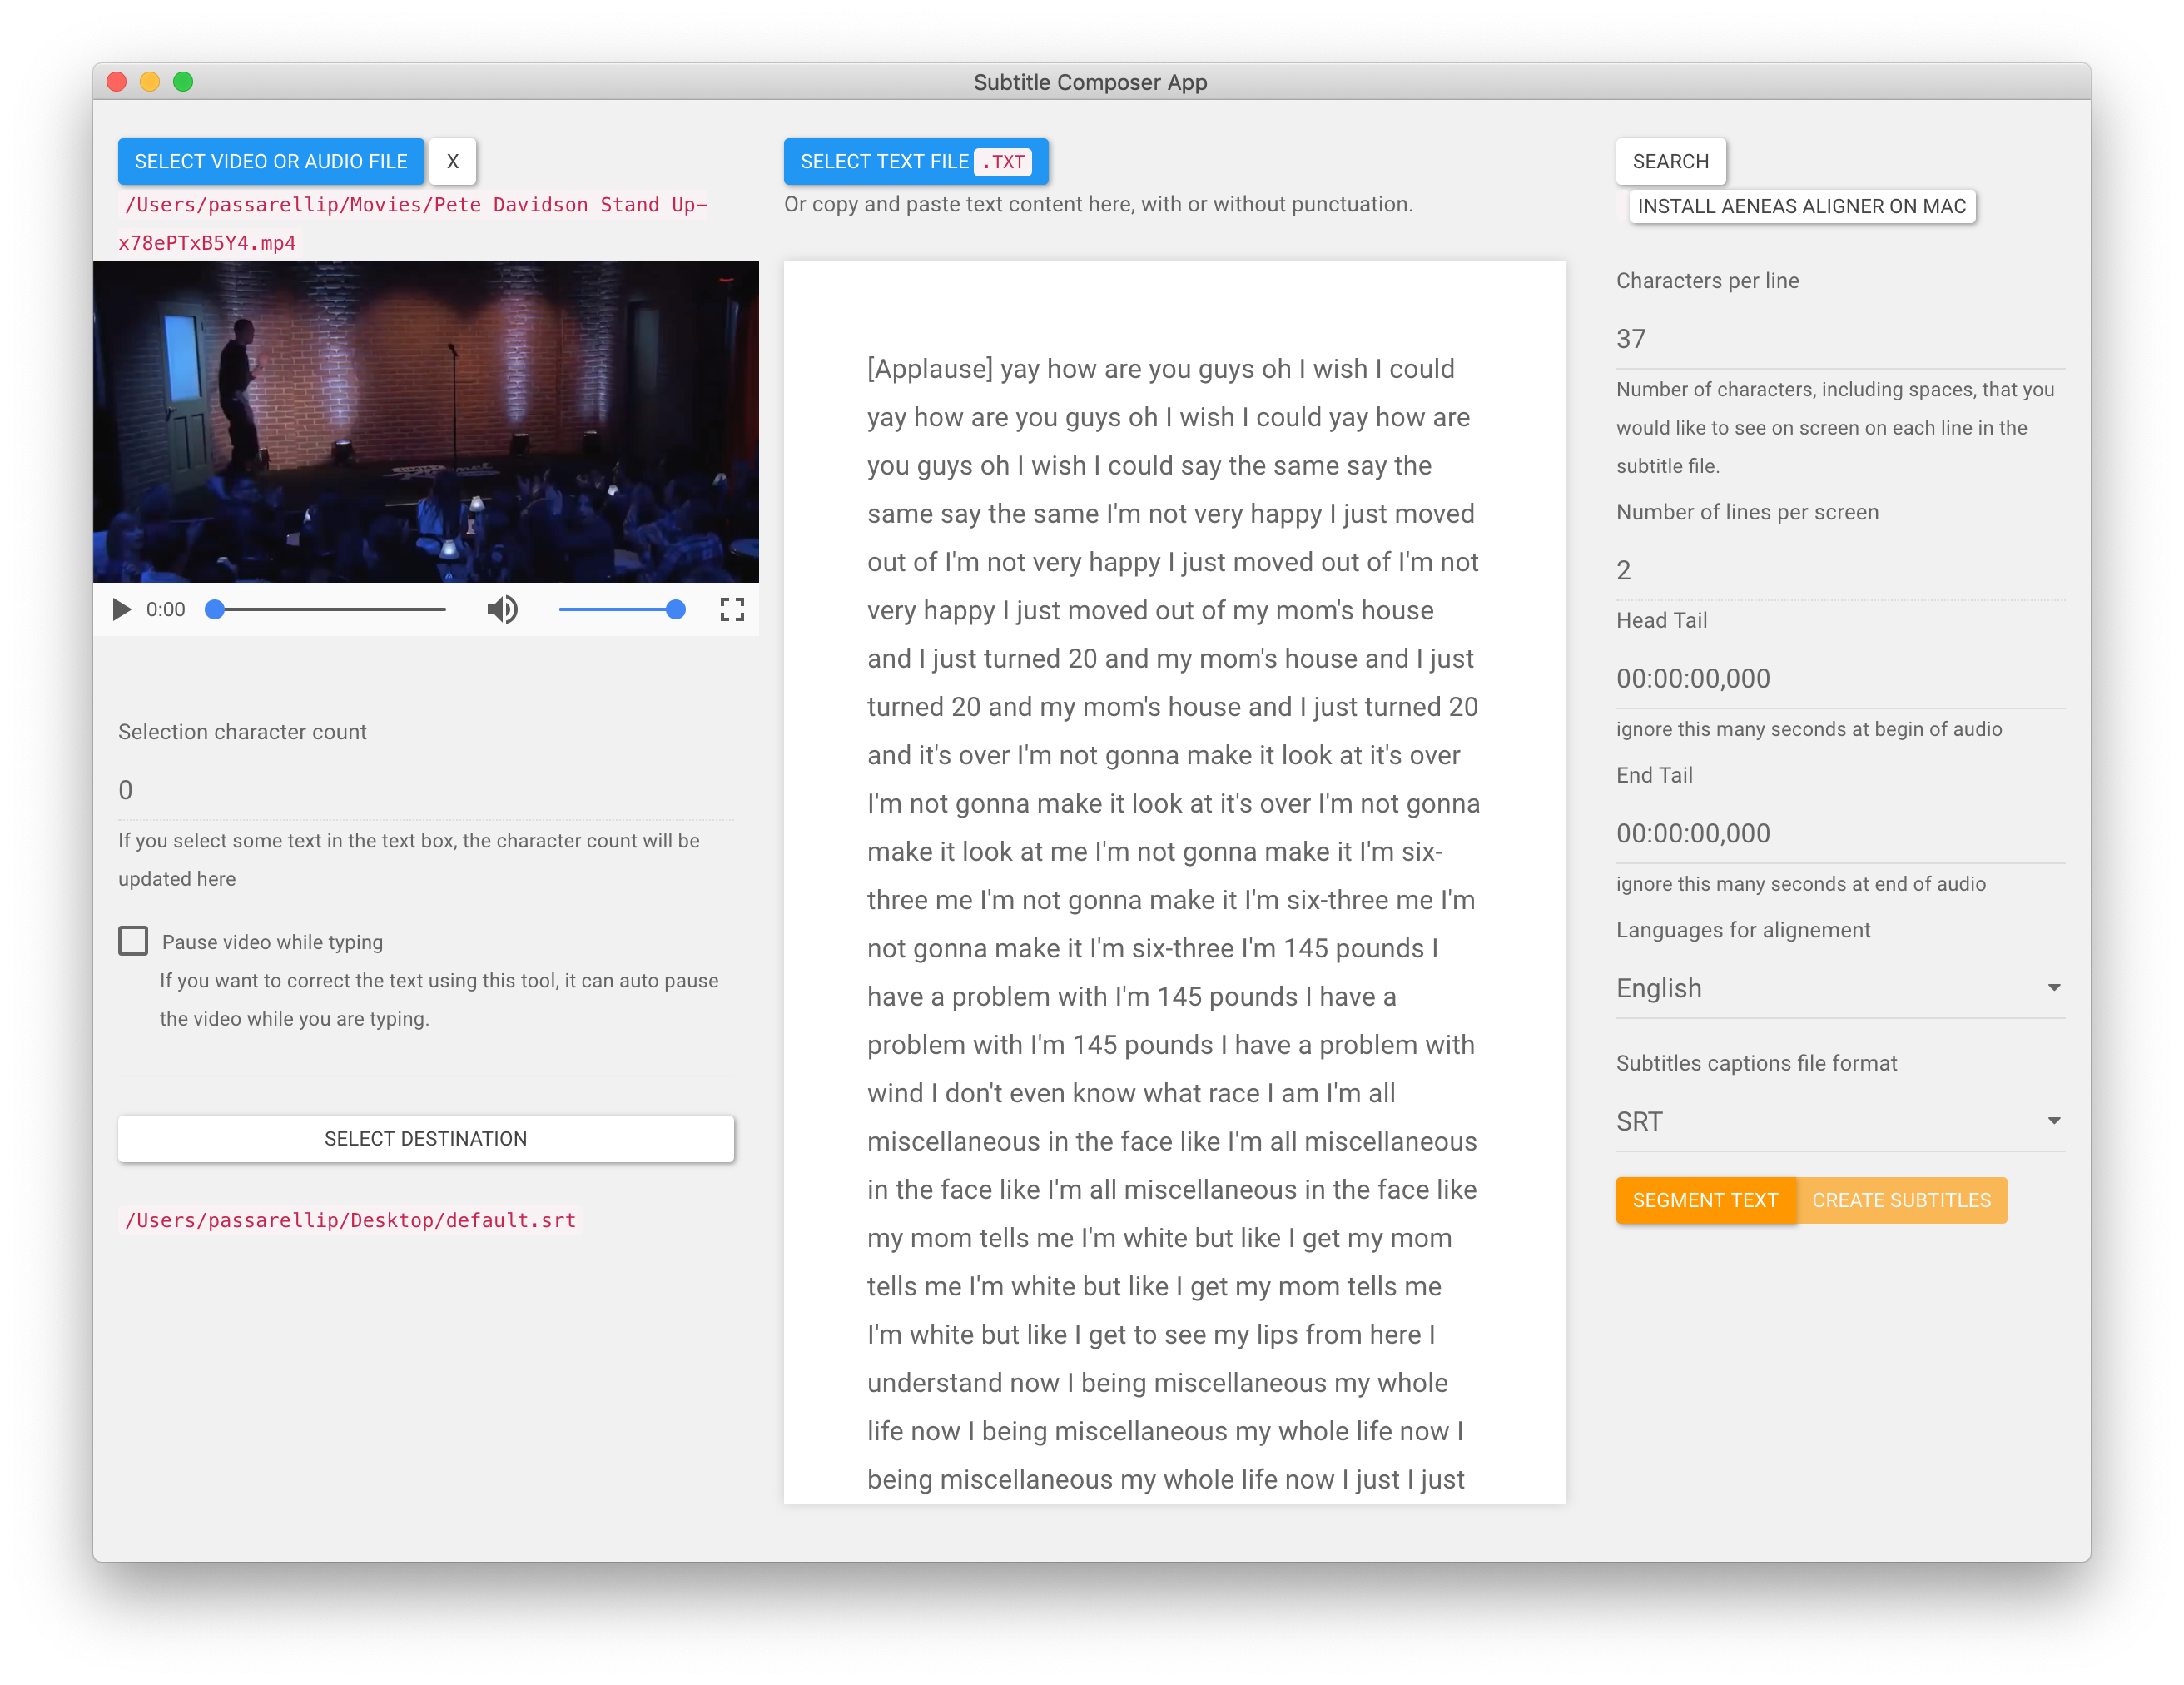 Subtitle Composer App
SELECT VIDEO OR AUDIO FILE
X
/Users/passarellip/Movies/Pete Davidson Stand Up-
x78ePTxB5Y4.mp4
0:00
Selection character count
0
If you select some text in the text box, the character count will be
updated here
Pause video while typing
If you want to correct the text using this tool, it can auto pause
the video while you are typing.
SELECT DESTINATION
/Users/passarellip/Desktop/default.srt
SELECT TEXT FILE .TXT
Or copy and paste text content here, with or without punctuation.
[Applause] yay how are you guys oh I wish I could
yay how are you guys oh I wish I could yay how are
you guys oh I wish I could say the same say the
same say the same I'm not very happy I just moved
out of I'm not very happy I just moved out of I'm not
very happy I just moved out of my mom's house
and I just turned 20 and my mom's house and I just
turned 20 and my mom's house and I just turned 20
and it's over I'm not gonna make it look at it's over
I'm not gonna make it look at it's over I'm not gonna
make it look at me I'm not gonna make it I'm six-
three me I'm not gonna make it I'm six-three me I'm
not gonna make it I'm six-three I'm 145 pounds I
have a problem with I'm 145 pounds I have a
problem with I'm 145 pounds I have a problem with
wind I don't even know what race I am I'm all
miscellaneous in the face like I'm all miscellaneous
in the face like I'm all miscellaneous in the face like
my mom tells me I'm white but like I get my mom
tells me I'm white but like I get my mom tells me
I'm white but like I get to see my lips from here I
understand now I being miscellaneous my whole
life now I being miscellaneous my whole life now I
being miscellaneous my whole life now I just I just
SEARCH
INSTALL AENEAS ALIGNER ON MAC
Characters per line
37
Number of characters, including spaces, that you
would like to see on screen on each line in the
subtitle file.
Number of lines per screen
2
Head Tail
00:00:00,000
ignore this many seconds at begin of audio
End Tail
00:00:00,000
ignore this many seconds at end of audio
Languages for alignement
English
Subtitles captions file format
SRT
SEGMENT TEXT
CREATE SUBTITLES